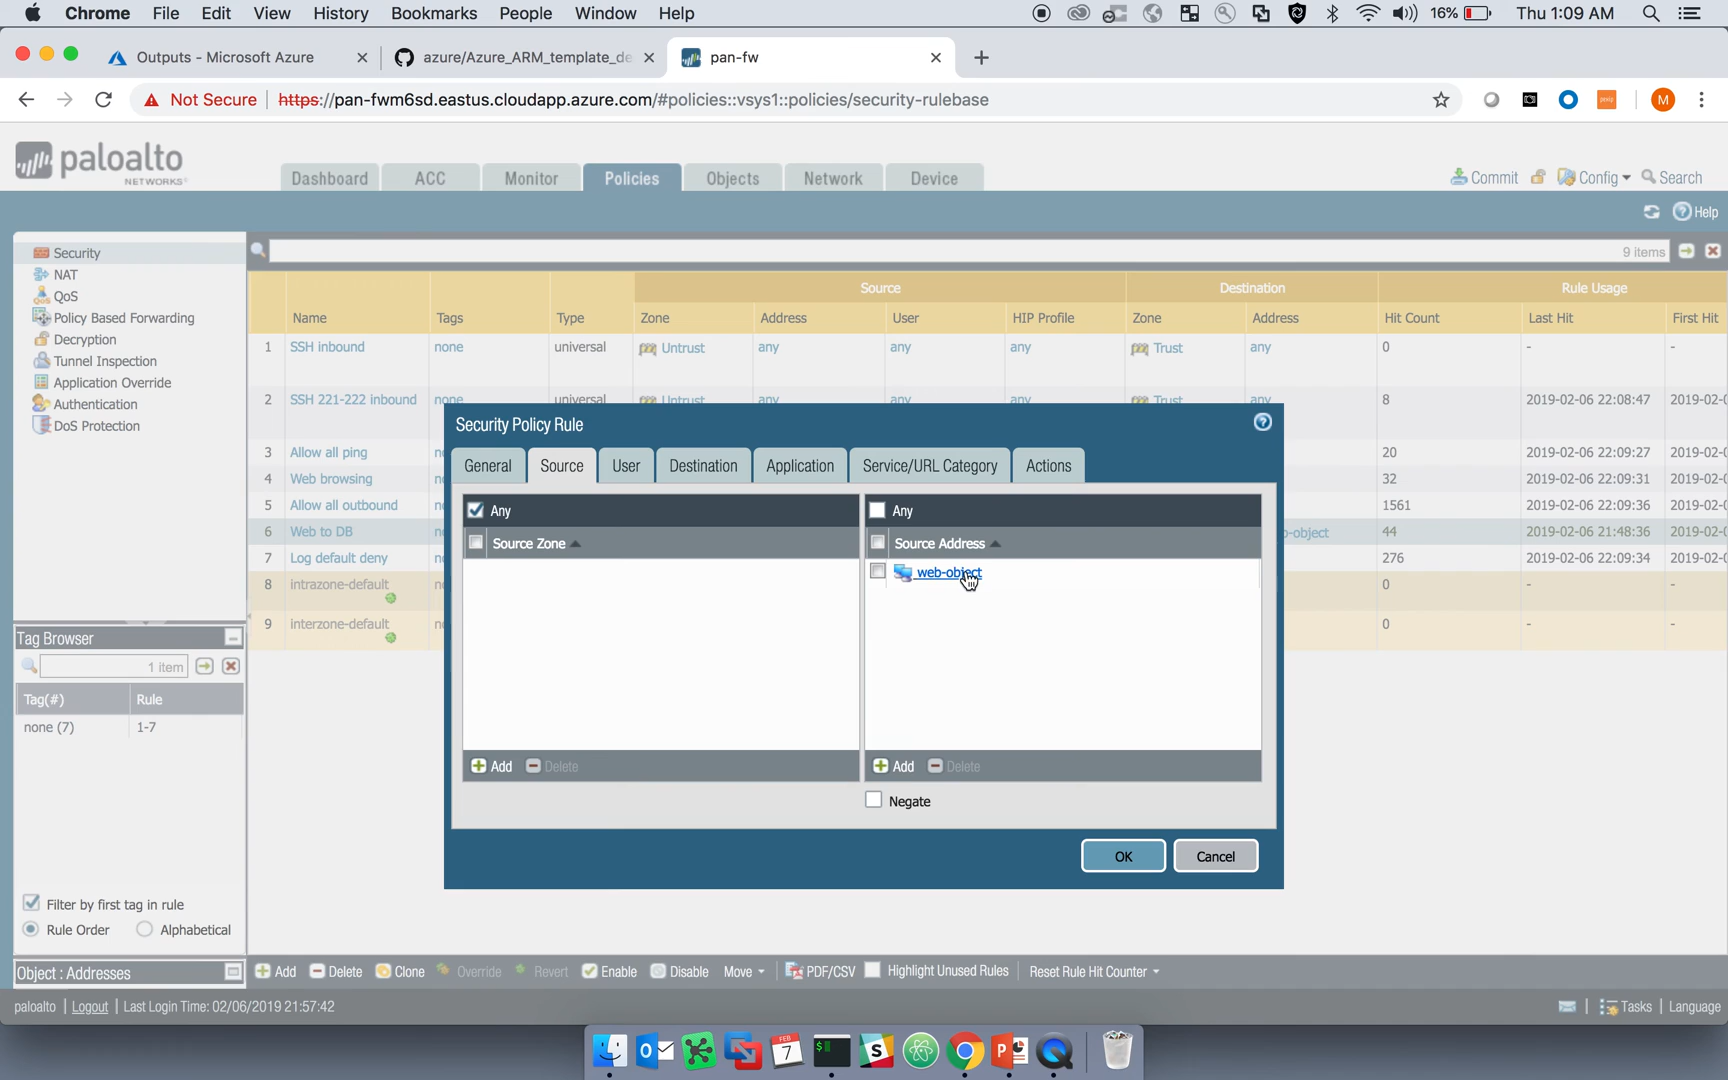 Chrome File Edit View History Bookmarks People Window Help 16% Thu 1:09 AM
Outputs - Microsoft Azure azure/Azure_ARM_template_de pan-fw
Not Secure https://pan-fwm6sd.eastus.cloudapp.azure.com/#policies::vsys1::policies/security-rulebase M
paloalto
NETWORKS
Dashboard ACC Monitor Policies Objects Network Device Commit Config Search
Help
9 items
Security
NAT
QoS
Policy Based Forwarding
Decryption
Tunnel Inspection
Application Override
Authentication
DoS Protection
Source Destination Rule Usage
Name Tags Type Zone Address User HIP Profile Zone Address Hit Count Last Hit First Hit
1 SSH inbound none universal Untrust any any any Trust any 0 - -
2 SSH 221-222 inbound none universal Untrust any any any Trust any 8 2019-02-06 22:08:47
3 Allow all ping 20 2019-02-06 22:09:27
4 Web browsing 32 2019-02-06 22:09:31
5 Allow all outbound 1561 2019-02-06 22:09:36
6 Web to DB 44 2019-02-06 21:48:36
7 Log default deny 276 2019-02-06 22:09:34
8 intrazone-default 0 - -
9 interzone-default 0 - -
Security Policy Rule
General Source User Destination Application Service/URL Category Actions
Any Any
Source Zone Source Address
web-object
Add Delete Add Delete
Negate
OK Cancel
Tag Browser
1 item
Tag(#) Rule
none (7) 1-7
Filter by first tag in rule
Rule Order Alphabetical
Object : Addresses
Add Delete Clone Override Revert Enable Disable Move PDF/CSV Highlight Unused Rules Reset Rule Hit Counter
paloalto | Logout | Last Login Time: 02/06/2019 21:57:42 Tasks | Language
FEB
7